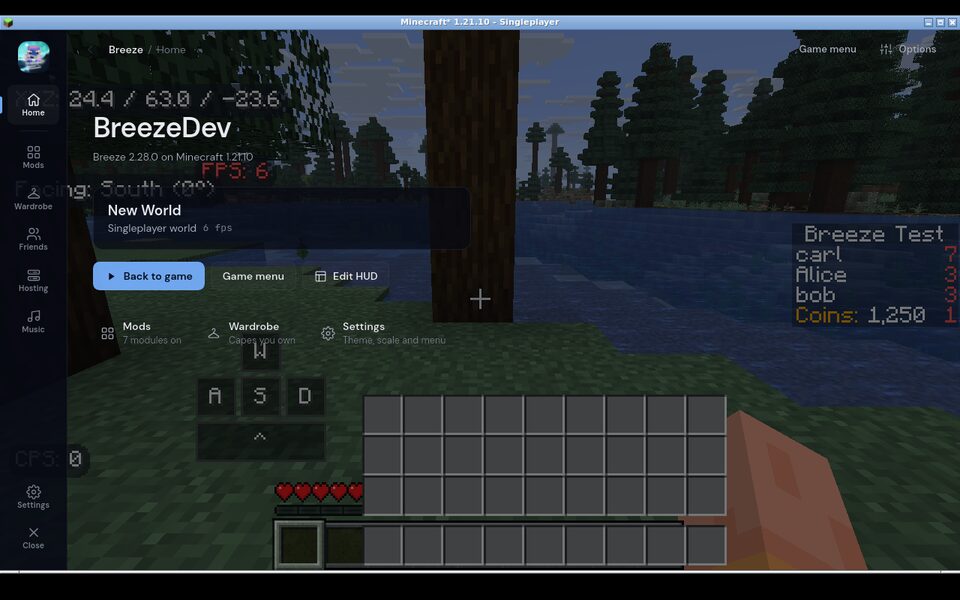 Minecraft* 1.21.10 - Singleplayer
Breeze / Home
Game menu
Options
24.4 / 63.0 / -23.6
Home
BreezeDev
Breeze 2.28.0 on Minecraft 1.21.10
FPS: 6
Mods
Facing: South (0°)
Wardrobe
New World
Singleplayer world 6 fps
Friends
Breeze Test
carl 7
Alice 3
bob 3
Coins: 1,250 1
Hosting
Back to game
Game menu
Edit HUD
Music
Mods
7 modules on
Wardrobe
Capes you own
Settings
Theme, scale and menu
W
A S D
^
CPS: 0
Settings
Close